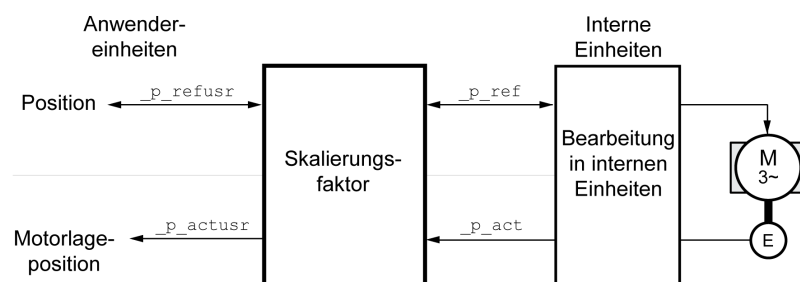 Anwender-
einheiten
Interne
Einheiten
Position
_p_refusr
_p_ref
Skalierungs-
faktor
Bearbeitung
in internen
Einheiten
M
3~
Motorlage-
position
_p_actusr
_p_act
E